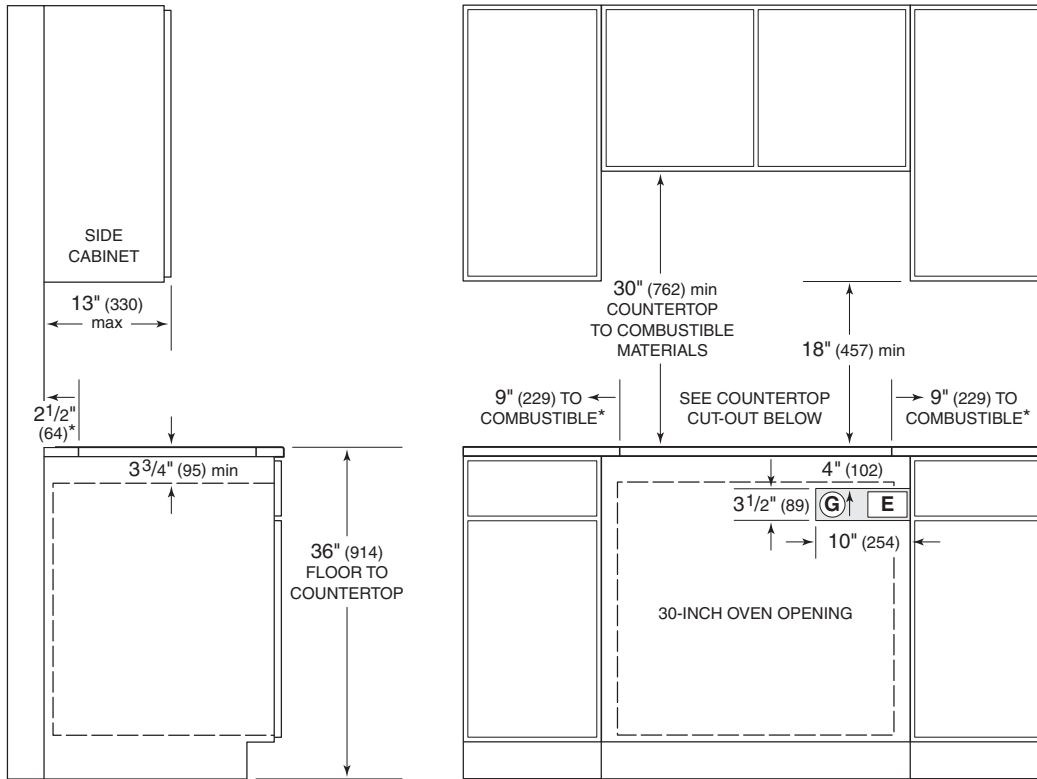 SIDE
CABINET
13" (330)
max
2 1/2"
(64)*
3 3/4" (95) min
36" (914)
FLOOR TO
COUNTERTOP
30" (762) min
COUNTERTOP
TO COMBUSTIBLE
MATERIALS
18" (457) min
9" (229) TO
COMBUSTIBLE*
SEE COUNTERTOP
CUT-OUT BELOW
9" (229) TO
COMBUSTIBLE*
4" (102)
3 1/2" (89)
G
E
10" (254)
30-INCH OVEN OPENING